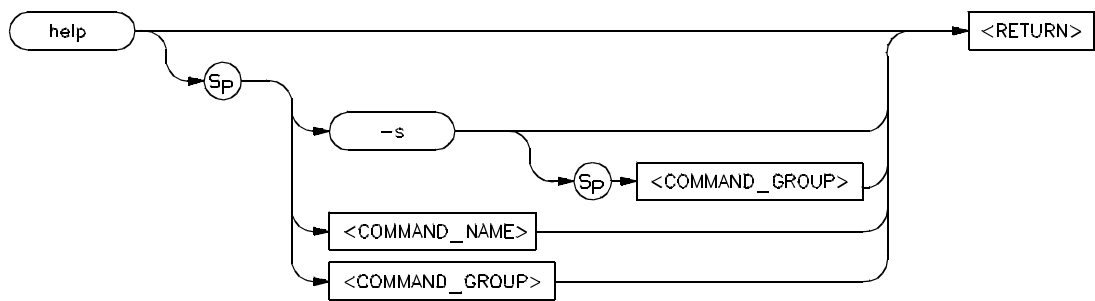 help
<RETURN>
Sp
-s
Sp
<COMMAND_GROUP>
<COMMAND_NAME>
<COMMAND_GROUP>